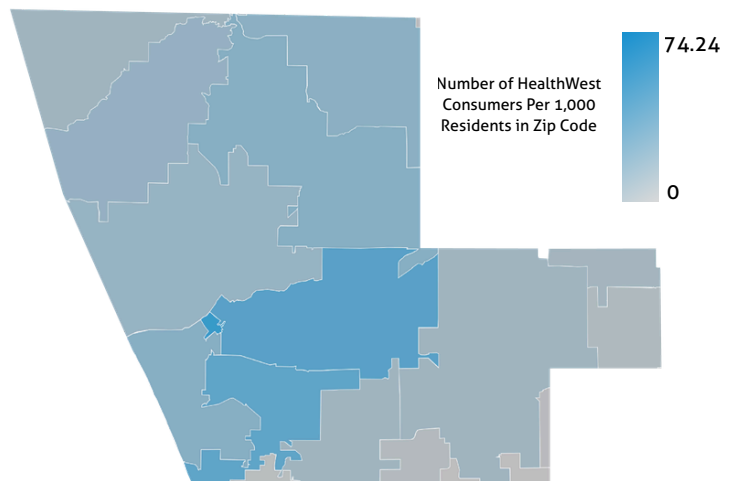 Number of HealthWest
Consumers Per 1,000
Residents in Zip Code
74.24
0